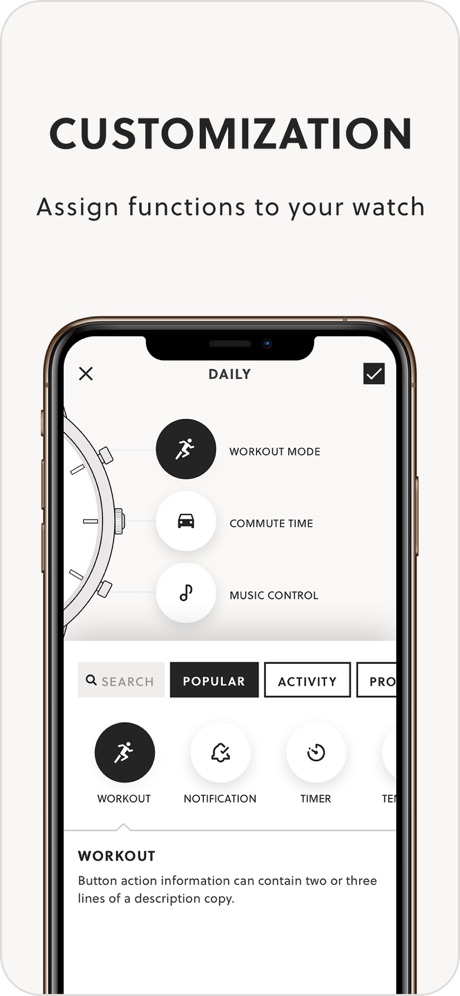 CUSTOMIZATION
Assign functions to your watch
DAILY
WORKOUT MODE
COMMUTE TIME
MUSIC CONTROL
SEARCH
POPULAR
ACTIVITY
PRO
WORKOUT
NOTIFICATION
TIMER
TEN
WORKOUT
Button action information can contain two or three
lines of a description copy.